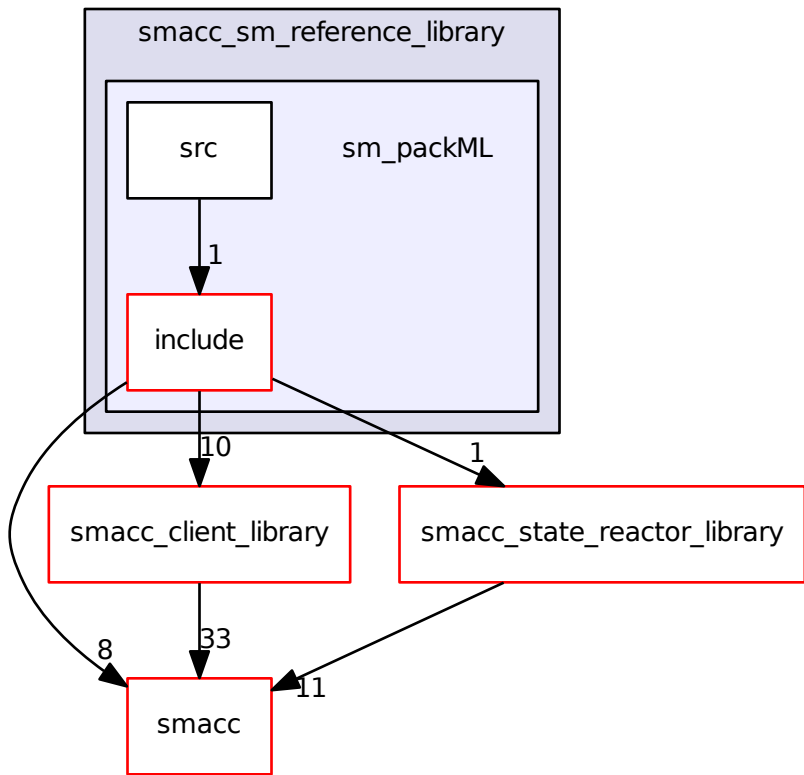 smacc_sm_reference_library
src
sm_packML
1
include
10
1
smacc_client_library
smacc_state_reactor_library
8
33
11
smacc